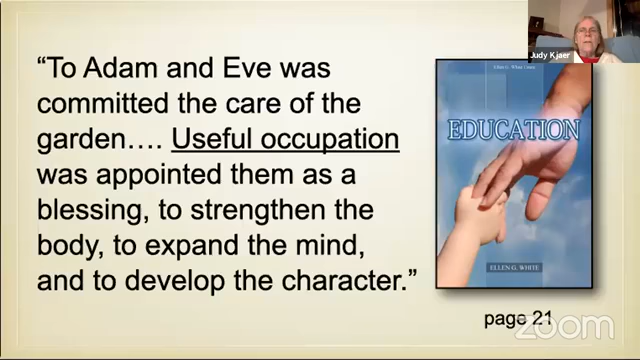 “To Adam and Eve was
committed the care of the
garden…. Useful occupation
was appointed them as a
blessing, to strengthen the
body, to expand the mind,
and to develop the character.”
Judy Kjaer
EDUCATION
ELLEN G. WHITE
page 21
zoom